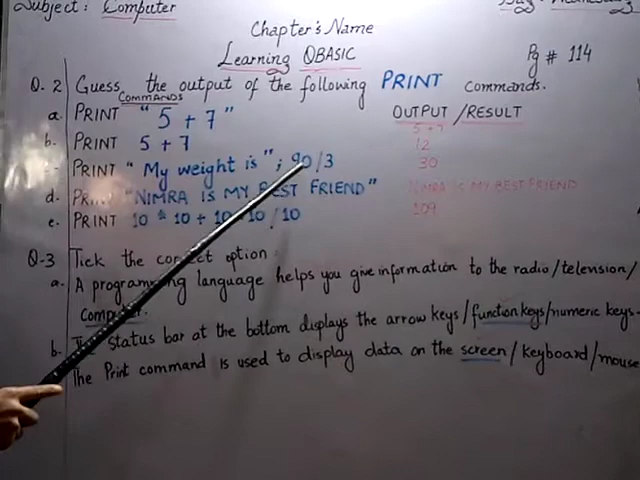 Subject: Computer
Chapter's Name
Learning QBASIC
Pg # 114
Q.2 Guess the output of the following PRINT commands.
COMMANDS OUTPUT/RESULT
a. PRINT "5+7" 5+7
b. PRINT 5+7 12
PRINT "My weight is"; 90/3 30
d. "NIMRA IS MY BEST FRIEND" NIMRA IS MY BEST FRIEND
e. PRINT 10 * 10 + 10 10 / 10 109
Q-3 Tick the correct option.
a. A programming language helps you give information to the radio/television/
Computer.
b. The status bar at the bottom displays the arrow keys/function keys/numeric keys.
The Print command is used to display data on the screen/keyboard/mouse